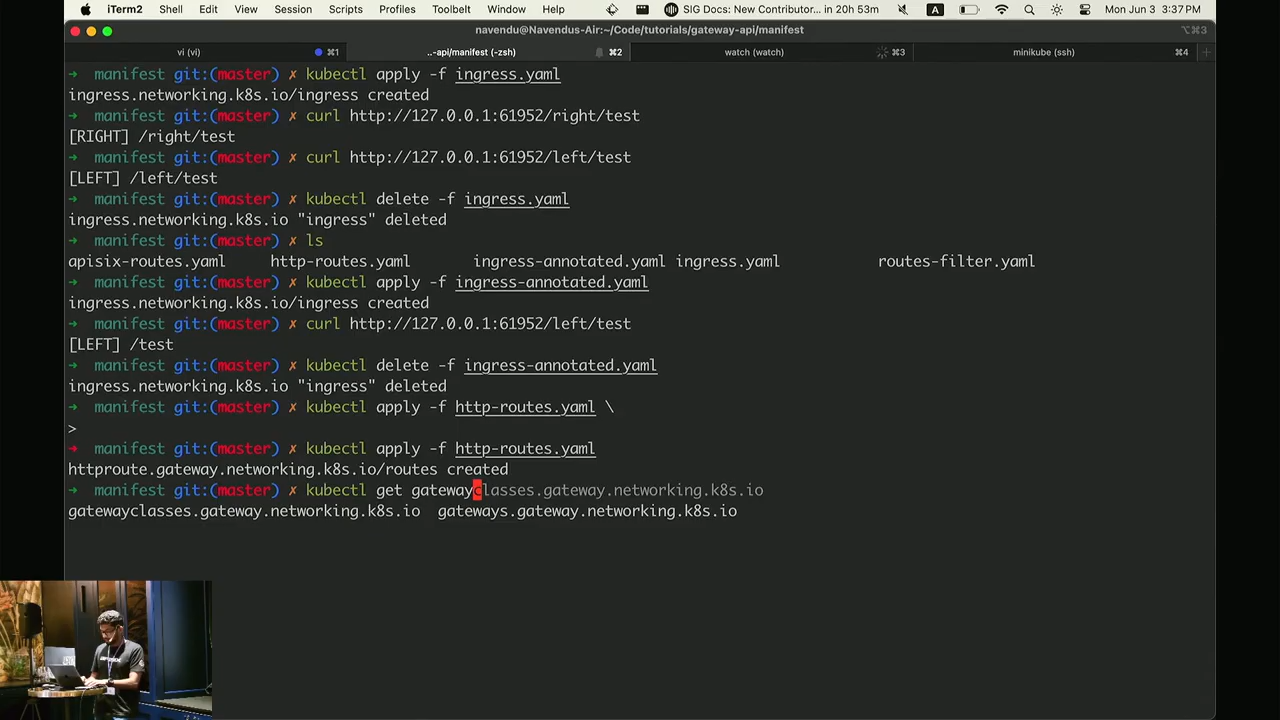 iTerm2 Shell Edit View Session Scripts Profiles Toolbelt Window Help SIG Docs: New Contributor... in 20h 53m A Mon Jun 3 3:37 PM
navendu@Navendus-Air:~/Code/tutorials/gateway-api/manifest ⌥⌘3
vi (vi) ⌘1 ..-api/manifest (-zsh) ⌘2 watch (watch) ⌘3 minikube (ssh) ⌘4 +
➜ manifest git:(master) ✗ kubectl apply -f ingress.yaml
ingress.networking.k8s.io/ingress created
➜ manifest git:(master) ✗ curl http://127.0.0.1:61952/right/test
[RIGHT] /right/test
➜ manifest git:(master) ✗ curl http://127.0.0.1:61952/left/test
[LEFT] /left/test
➜ manifest git:(master) ✗ kubectl delete -f ingress.yaml
ingress.networking.k8s.io "ingress" deleted
➜ manifest git:(master) ✗ ls
apisix-routes.yaml http-routes.yaml ingress-annotated.yaml ingress.yaml routes-filter.yaml
➜ manifest git:(master) ✗ kubectl apply -f ingress-annotated.yaml
ingress.networking.k8s.io/ingress created
➜ manifest git:(master) ✗ curl http://127.0.0.1:61952/left/test
[LEFT] /test
➜ manifest git:(master) ✗ kubectl delete -f ingress-annotated.yaml
ingress.networking.k8s.io "ingress" deleted
➜ manifest git:(master) ✗ kubectl apply -f http-routes.yaml \
>
➜ manifest git:(master) ✗ kubectl apply -f http-routes.yaml
httproute.gateway.networking.k8s.io/routes created
➜ manifest git:(master) ✗ kubectl get gatewayclasses.gateway.networking.k8s.io
gatewayclasses.gateway.networking.k8s.io gateways.gateway.networking.k8s.io